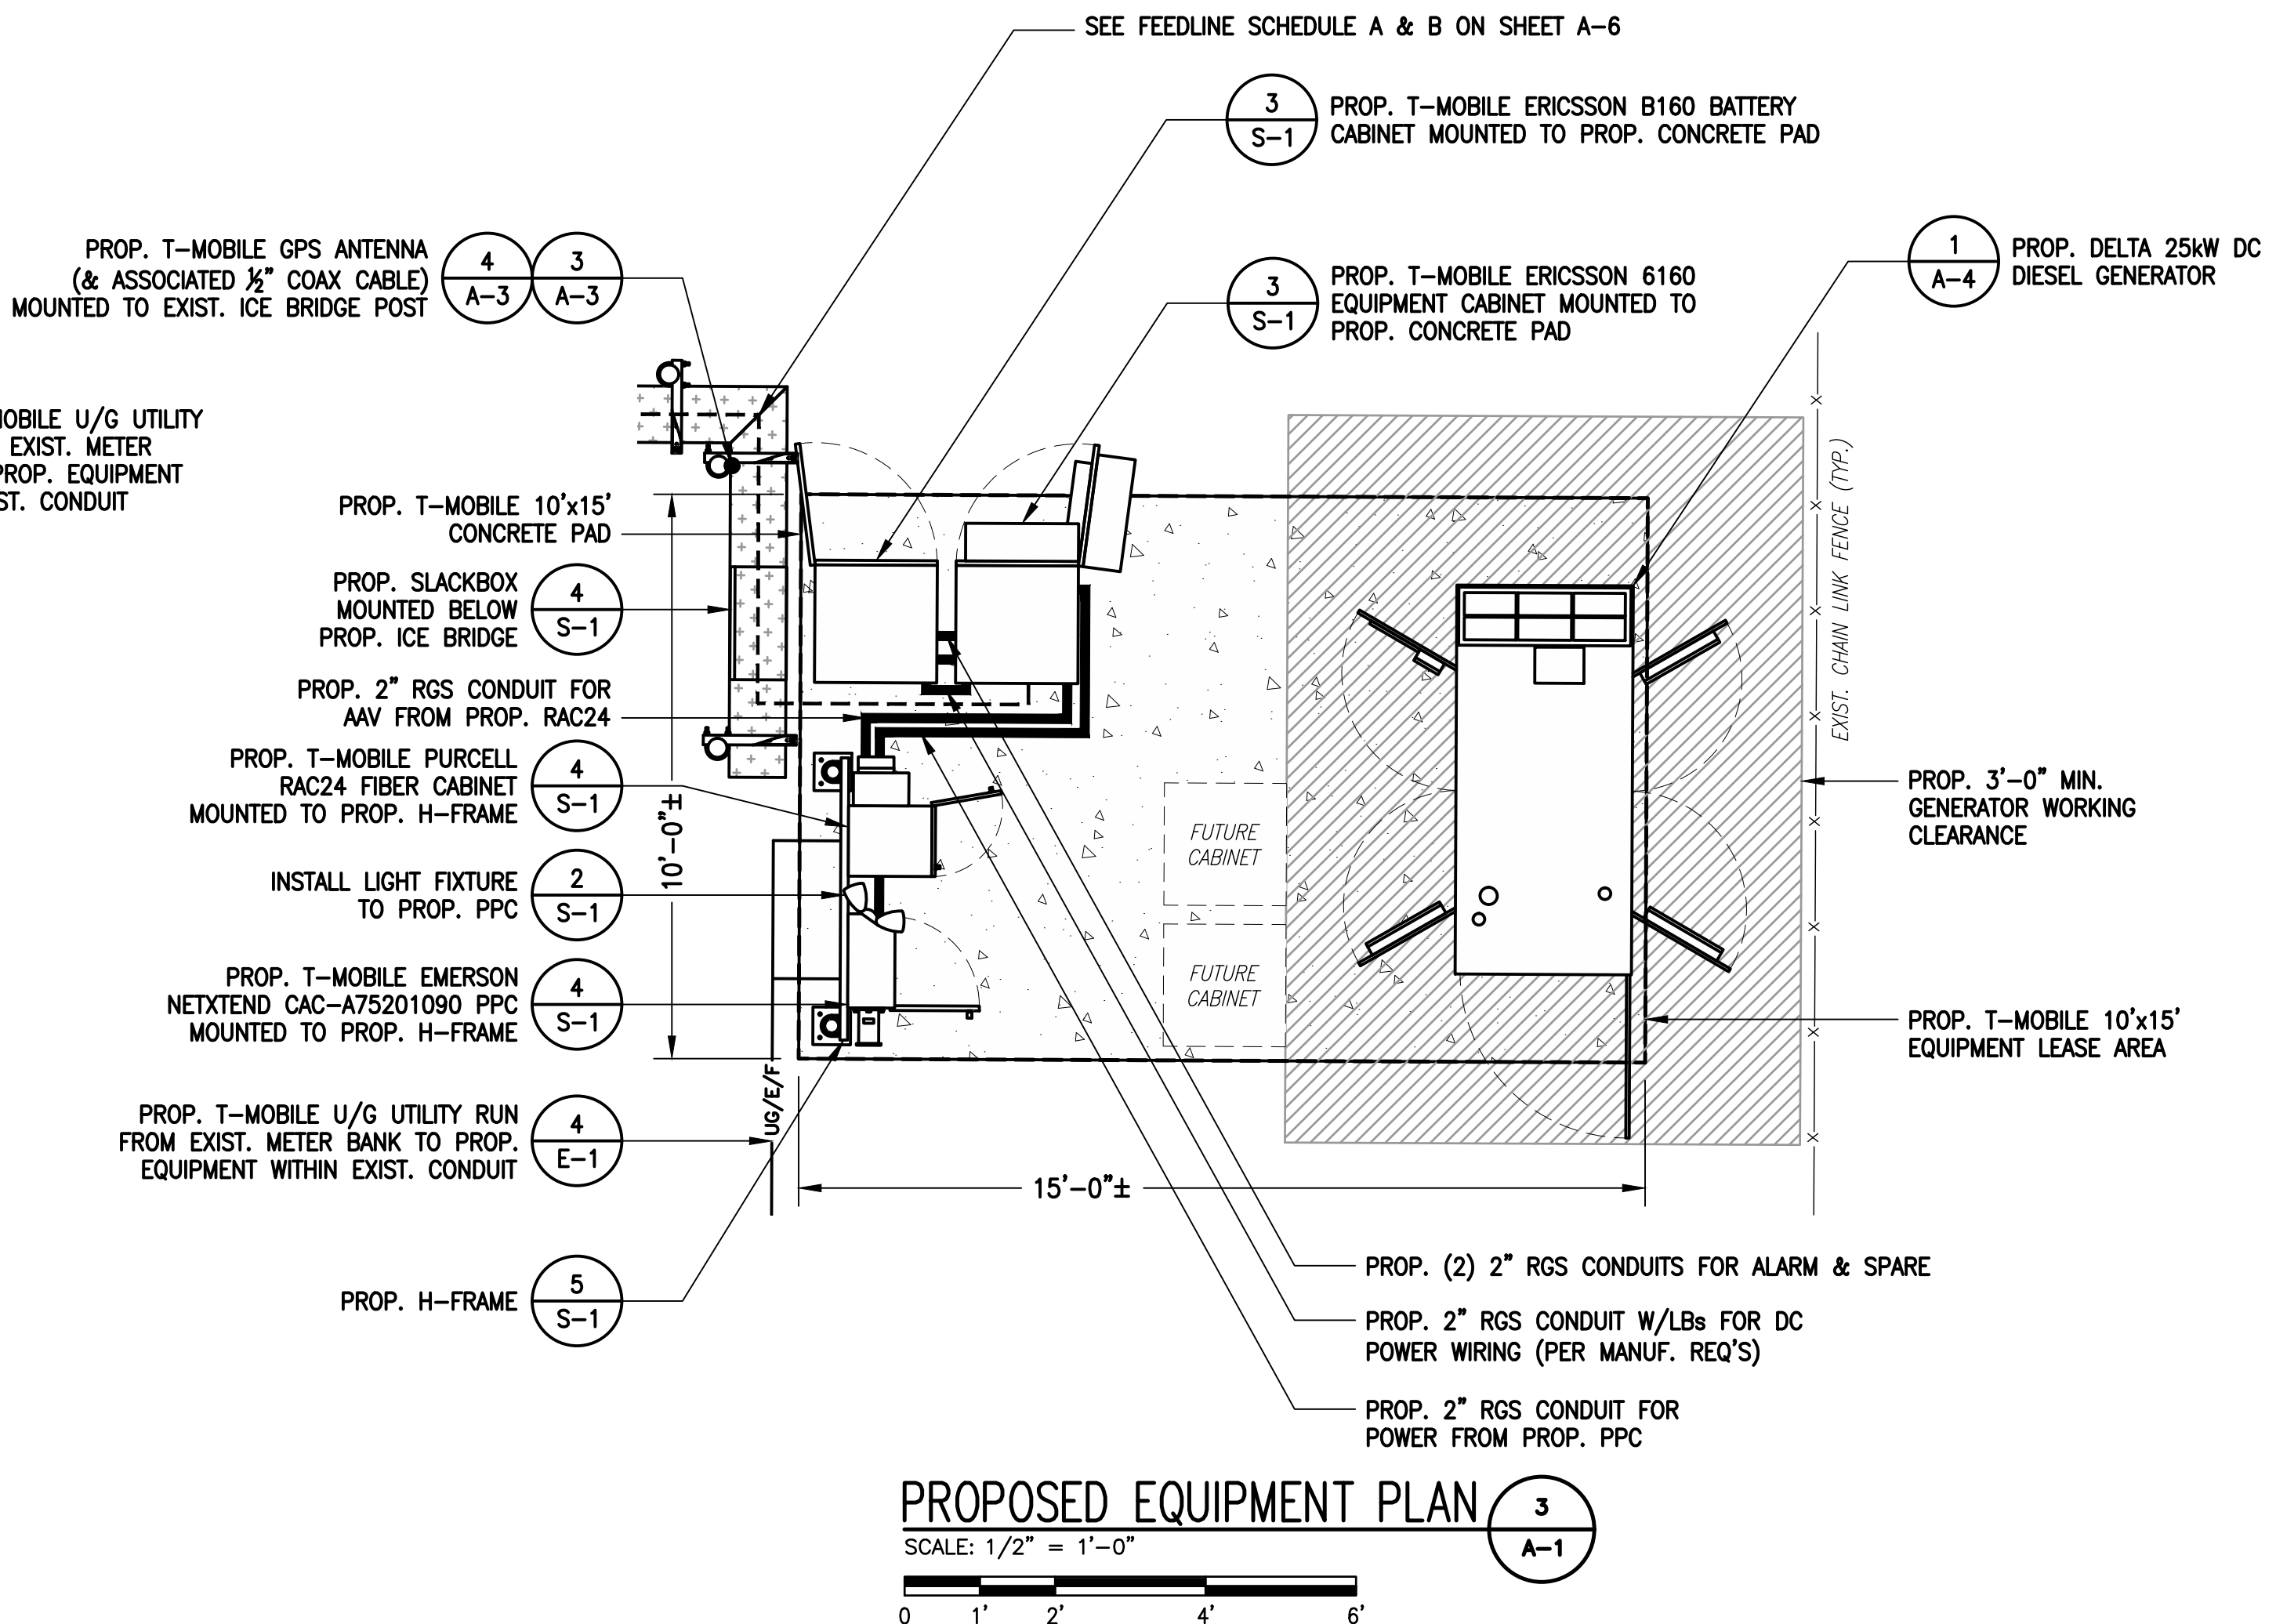 SEE FEEDLINE SCHEDULE A & B ON SHEET A-6
3
S-1
PROP. T-MOBILE ERICSSON B160 BATTERY
CABINET MOUNTED TO PROP. CONCRETE PAD
PROP. T-MOBILE GPS ANTENNA
(& ASSOCIATED ½" COAX CABLE)
MOUNTED TO EXIST. ICE BRIDGE POST
4
A-3
3
A-3
3
S-1
PROP. T-MOBILE ERICSSON 6160
EQUIPMENT CABINET MOUNTED TO
PROP. CONCRETE PAD
1
A-4
PROP. DELTA 25kW DC
DIESEL GENERATOR
MOBILE U/G UTILITY
EXIST. METER
PROP. EQUIPMENT
ST. CONDUIT
PROP. T-MOBILE 10'x15'
CONCRETE PAD
PROP. SLACKBOX
MOUNTED BELOW
PROP. ICE BRIDGE
4
S-1
PROP. 2" RGS CONDUIT FOR
AAV FROM PROP. RAC24
PROP. T-MOBILE PURCELL
RAC24 FIBER CABINET
MOUNTED TO PROP. H-FRAME
4
S-1
INSTALL LIGHT FIXTURE
TO PROP. PPC
2
S-1
PROP. T-MOBILE EMERSON
NETXTEND CAC-A75201090 PPC
MOUNTED TO PROP. H-FRAME
4
S-1
PROP. T-MOBILE U/G UTILITY RUN
FROM EXIST. METER BANK TO PROP.
EQUIPMENT WITHIN EXIST. CONDUIT
4
E-1
PROP. H-FRAME
5
S-1
10'-0"±
UG/E/F
15'-0"±
FUTURE
CABINET
FUTURE
CABINET
EXIST. CHAIN LINK FENCE (TYP.)
PROP. 3'-0" MIN.
GENERATOR WORKING
CLEARANCE
PROP. T-MOBILE 10'x15'
EQUIPMENT LEASE AREA
PROP. (2) 2" RGS CONDUITS FOR ALARM & SPARE
PROP. 2" RGS CONDUIT W/LBs FOR DC
POWER WIRING (PER MANUF. REQ'S)
PROP. 2" RGS CONDUIT FOR
POWER FROM PROP. PPC
PROPOSED EQUIPMENT PLAN
3
A-1
SCALE: 1/2" = 1'-0"
0 1' 2' 4' 6'